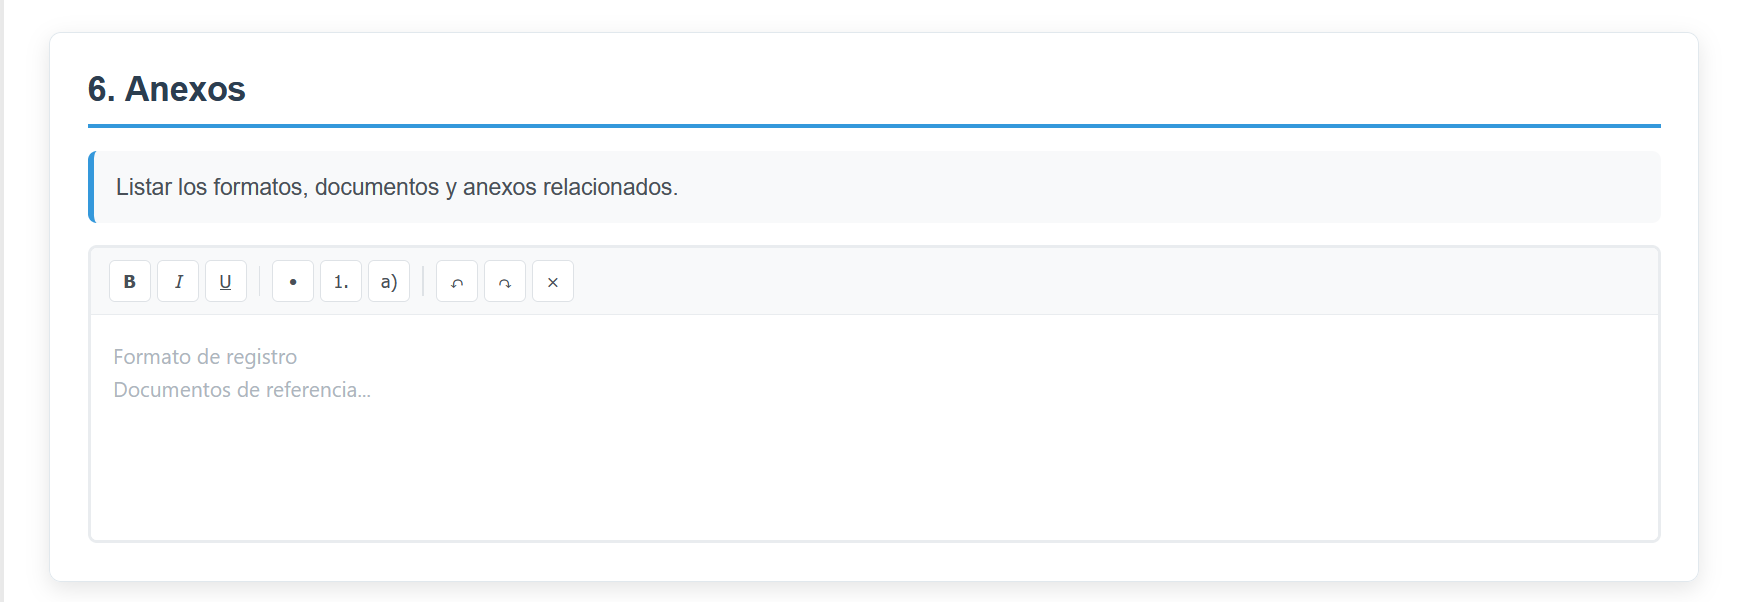 6. Anexos
Listar los formatos, documentos y anexos relacionados.
B I U • 1. a) ↶ ↷ ×
Formato de registro
Documentos de referencia...